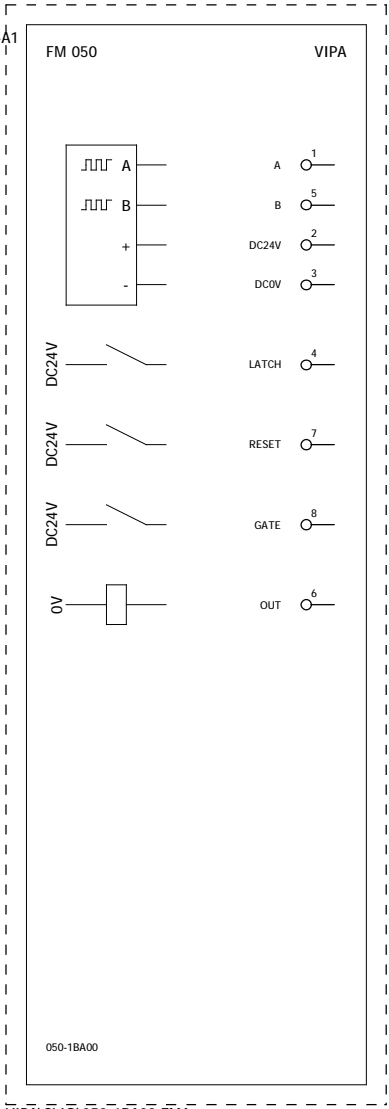 A1
FM 050 VIPA
A A 1
B B 5
+ DC24V 2
- DC0V 3
DC24V LATCH 4
DC24V RESET 7
DC24V GATE 8
0V OUT 6
050-1BA00